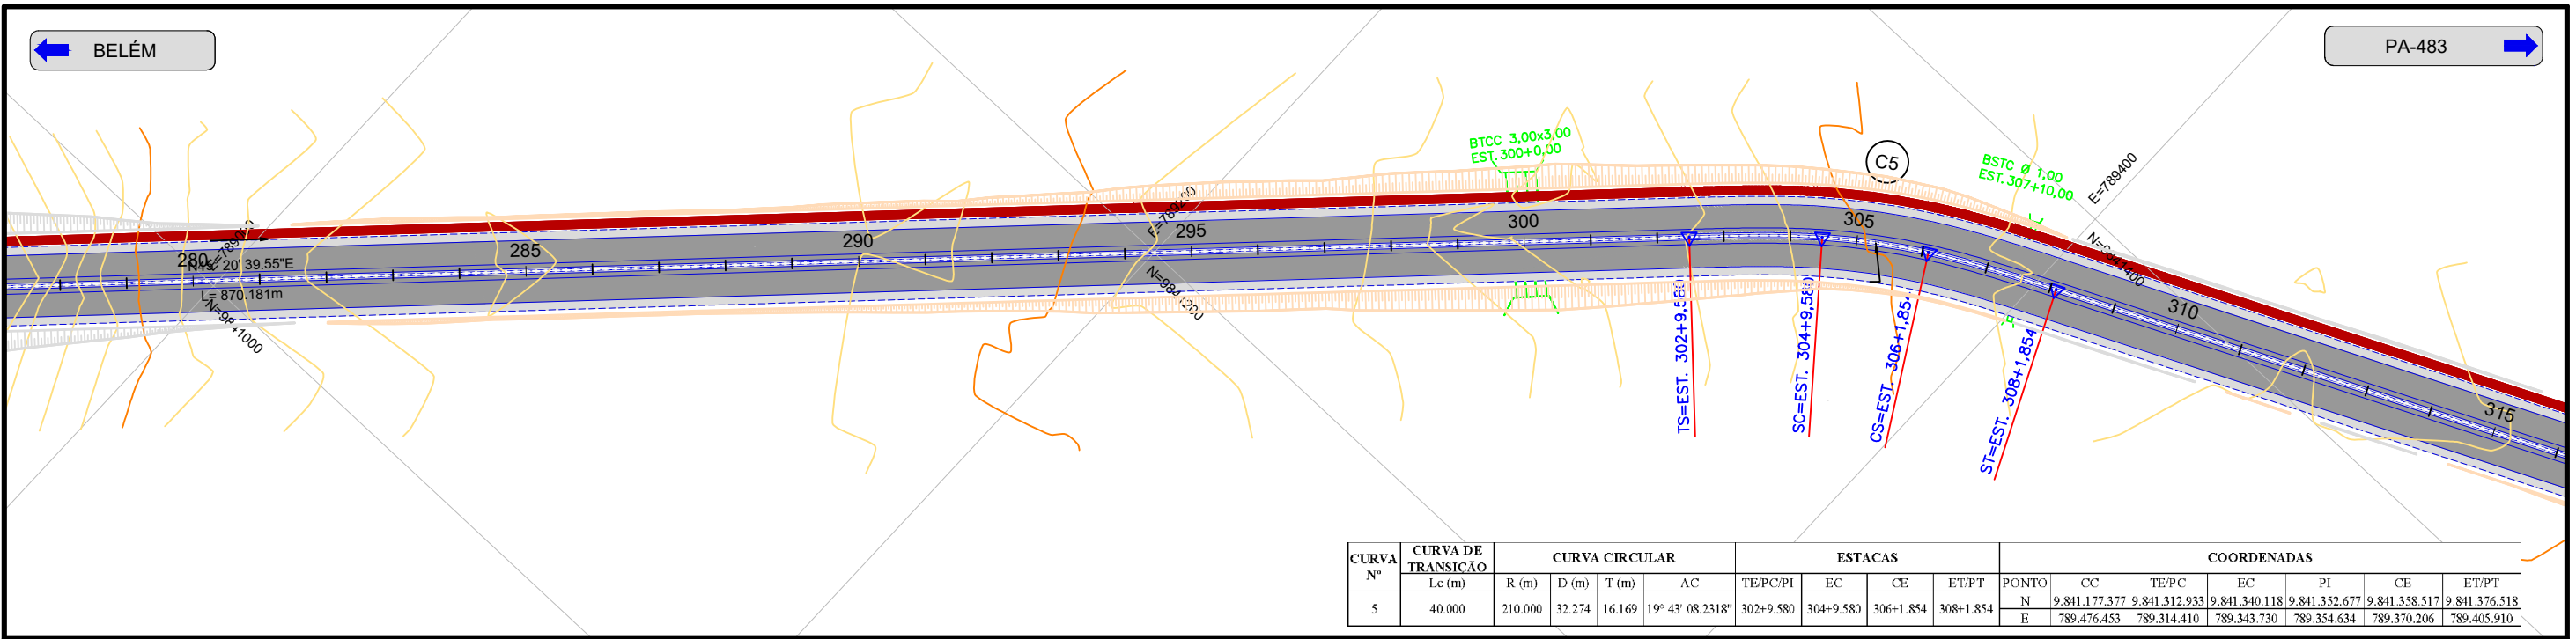 BELÉM
PA-483
BTCC 3,00x3,00
EST. 300+0,00
C5
BSTC Ø 1,00
EST. 307+10,00
E=789400
280
285
290
295
300
305
310
315
N45° 20' 39.55"E
L= 870.181m
N=9841200
N=9841400
TS=EST. 302+9,580
SC=EST. 304+9,580
CS=EST. 306+1,854
ST=EST. 308+1,854
CURVA Nº CURVA DE TRANSIÇÃO CURVA CIRCULAR ESTACAS COORDENADAS
Lc (m) R (m) D (m) T (m) AC TE/PC/PI EC CE ET/PT PONTO CC TE/PC EC PI CE ET/PT
5 40.000 210.000 32.274 16.169 19° 43' 08.2318" 302+9.580 304+9.580 306+1.854 308+1.854 N 9.841.177.377 9.841.312.933 9.841.340.118 9.841.352.677 9.841.358.517 9.841.376.518
E 789.476.453 789.314.410 789.343.730 789.354.634 789.370.206 789.405.910